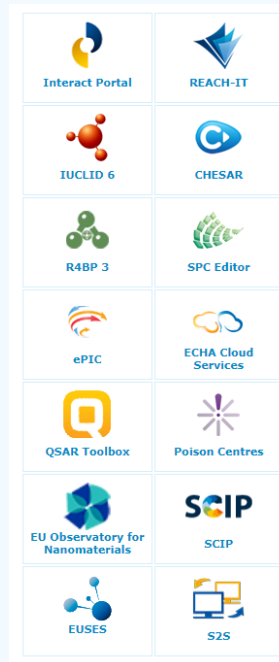 Interact Portal
REACH-IT
IUCLID 6
CHESAR
R4BP 3
SPC Editor
ePIC
ECHA Cloud
Services
QSAR Toolbox
Poison Centres
EU Observatory for
Nanomaterials
SCIP
SCIP
EUSES
S2S